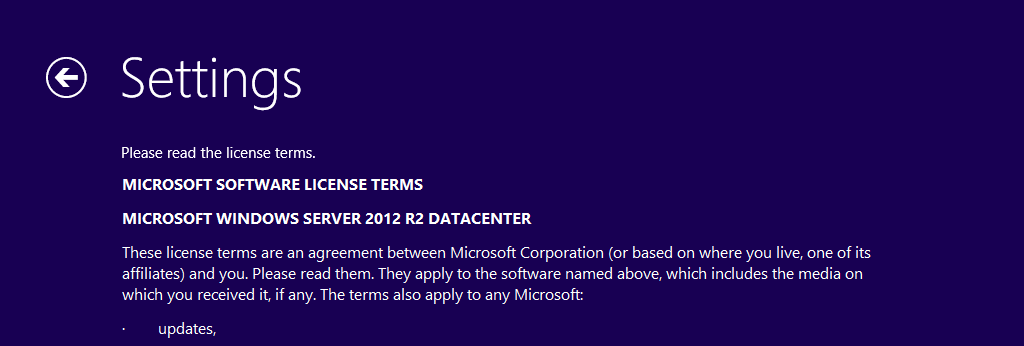 Settings
Please read the license terms.
MICROSOFT SOFTWARE LICENSE TERMS
MICROSOFT WINDOWS SERVER 2012 R2 DATACENTER
These license terms are an agreement between Microsoft Corporation (or based on where you live, one of its
affiliates) and you. Please read them. They apply to the software named above, which includes the media on
which you received it, if any. The terms also apply to any Microsoft:
· updates,